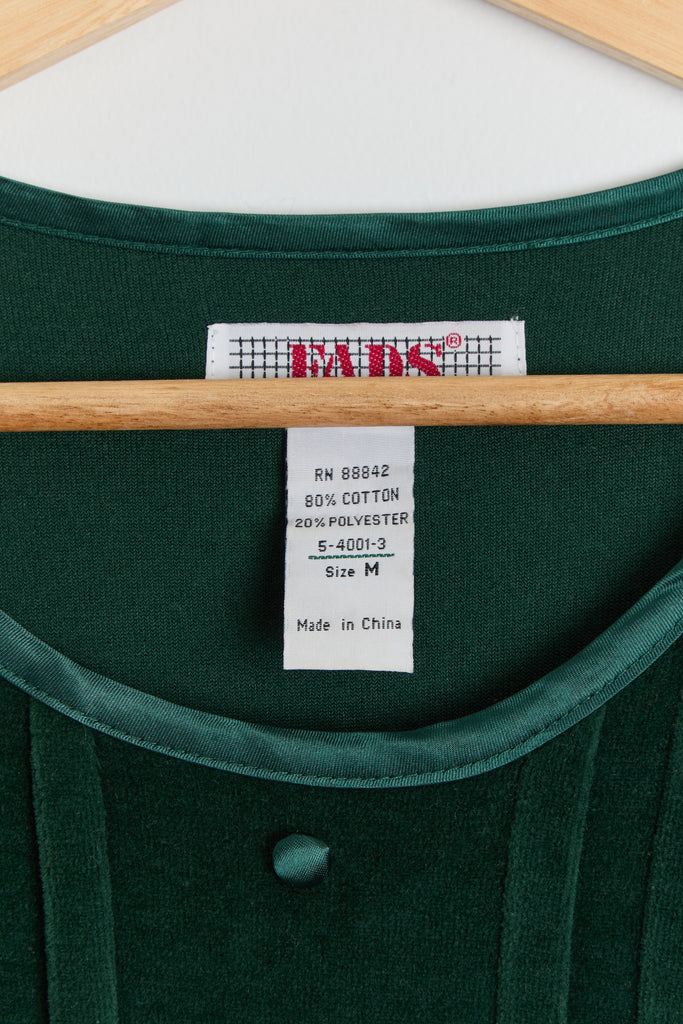 FADS®
RN 88842
80% COTTON
20% POLYESTER
5-4001-3
Size M
Made in China